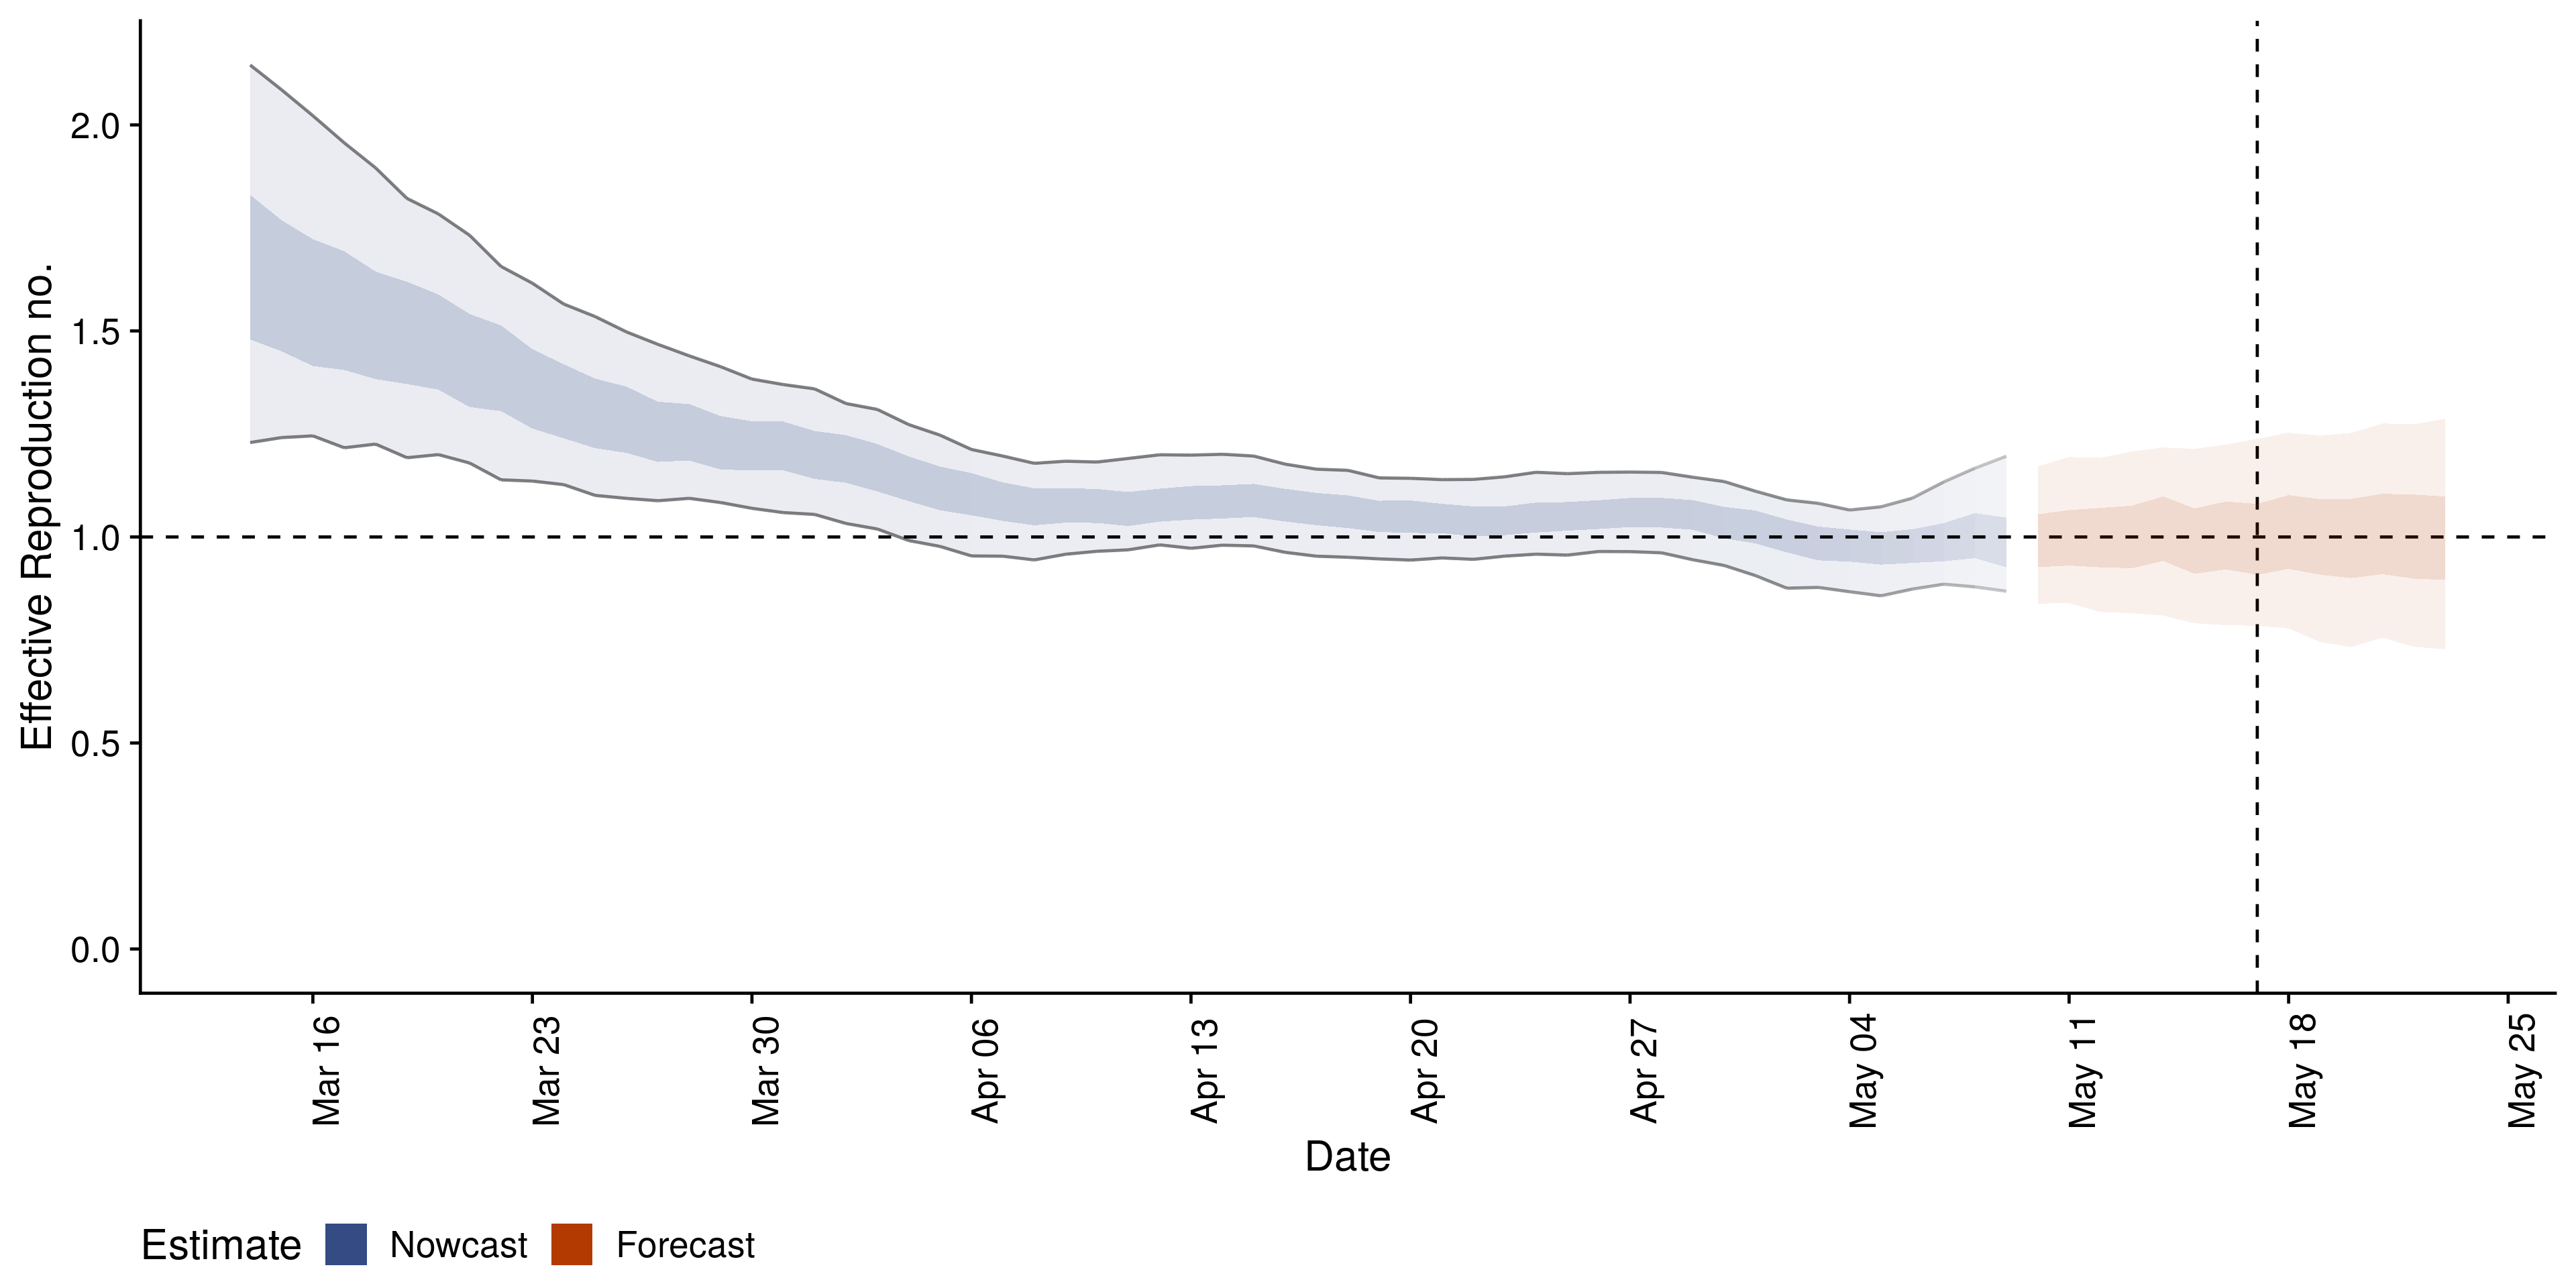 Effective Reproduction no.
2.0
1.5
1.0
0.5
0.0
Mar 16
Mar 23
Mar 30
Apr 06
Apr 13
Apr 20
Apr 27
May 04
May 11
May 18
May 25
Date
Estimate Nowcast Forecast